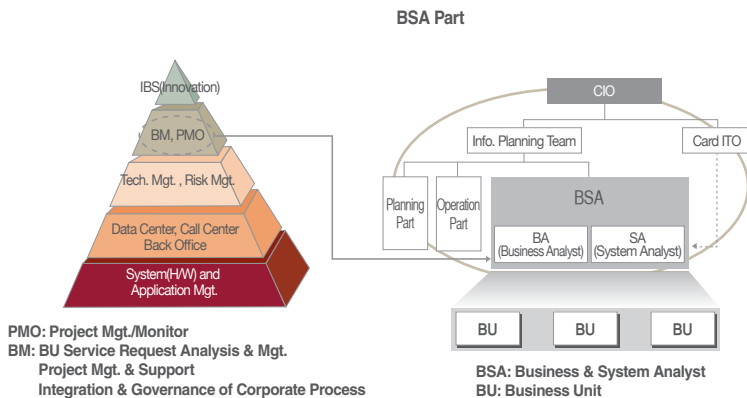 BSA Part
IBS(Innovation)
BM, PMO
Tech. Mgt. , Risk Mgt.
Data Center, Call Center
Back Office
System(H/W) and
Application Mgt.
PMO: Project Mgt./Monitor
BM: BU Service Request Analysis & Mgt.
Project Mgt. & Support
Integration & Governance of Corporate Process
CIO
Info. Planning Team
Card ITO
Planning
Part
Operation
Part
BSA
BA
(Business Analyst)
SA
(System Analyst)
BU
BU
BU
BSA: Business & System Analyst
BU: Business Unit